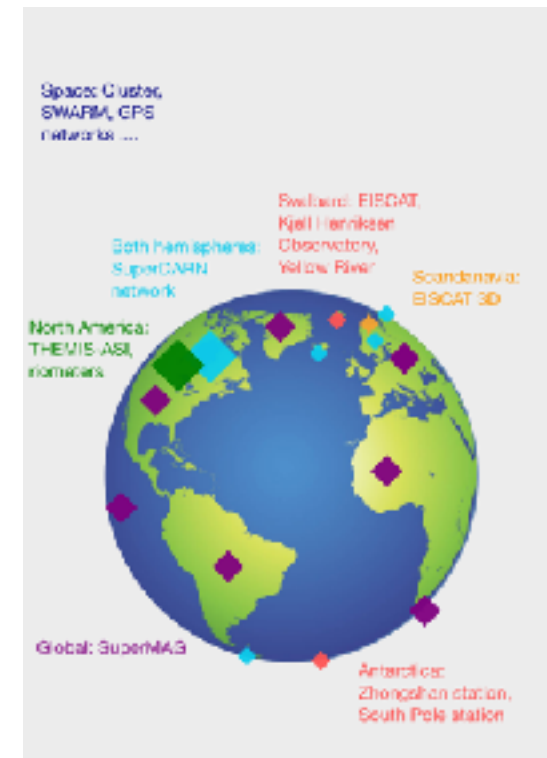 Space: Cluster,
SWARM, GPS
networks ....
Svalbard: EISCAT,
Kjell Henriksen
Observatory,
Yellow River
Both hemispheres:
SuperDARN
network
Scandanavia:
EISCAT 3D
North America:
THEMIS-ASI,
riometers
Global: SuperMAG
Antarctica:
Zhongshan station,
South Pole station